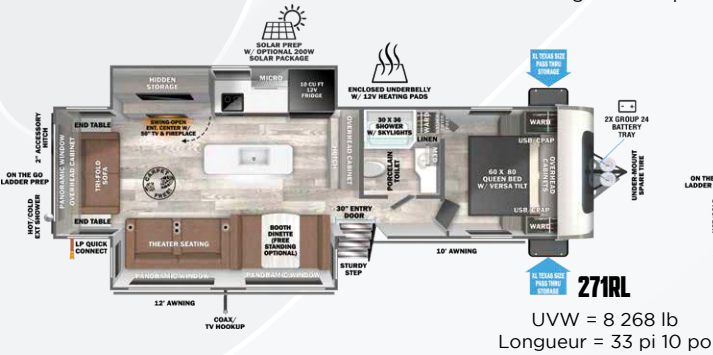 SOLAR PREP
W/ OPTIONAL 200W
SOLAR PACKAGE
XL TEXAS SIZE
PASS THRU
STORAGE
HIDDEN
STORAGE
MICRO
10 CU FT
12V
FRIDGE
ENCLOSED UNDERBELLY
W/ 12V HEATING PADS
SWING-OPEN
ENT. CENTER W/
50" TV & FIREPLACE
2" ACCESSORY
HITCH
END TABLE
OVERHEAD CABINET
30 X 36
SHOWER
W/ SKYLIGHTS
LINEN
MED
WARD
2X GROUP 24
BATTERY
TRAY
USB/CPAP
PANORAMIC WINDOW
OVERHEAD CABINET
TRI-FOLD
SOFA
CARPET
FREE!
PORCELAIN
TOILET
60 X 80
QUEEN BED
W/ VERSA TILT
OVERHEAD
CABINETS
UNDER-MOUNT
SPARE TIRE
ON THE GO
LADDER PREP
ON THE
LADDER
HOT/COLD
EXT SHOWER
END TABLE
30" ENTRY
DOOR
USB/CPAP
WARD
LP QUICK
CONNECT
THEATER SEATING
BOOTH
DINETTE
(FREE
STANDING
OPTIONAL)
STURDY
STEP
10' AWNING
PANORAMIC WINDOW
PANORAMIC WINDOW
XL TEXAS SIZE
PASS THRU
STORAGE
12' AWNING
COAX/
TV HOOKUP
271RL
UVW = 8 268 lb
Longueur = 33 pi 10 po